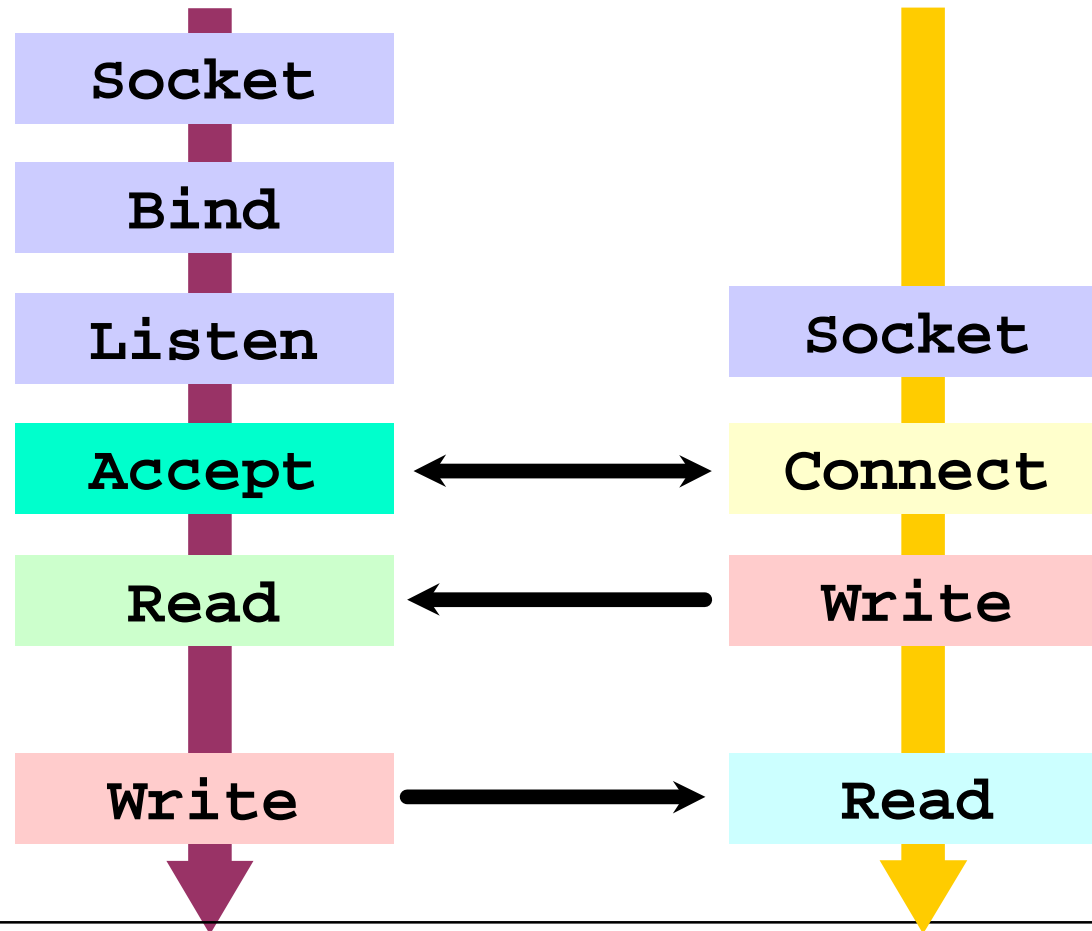 Socket
Bind
Listen
Socket
Accept
Connect
Read
Write
Write
Read